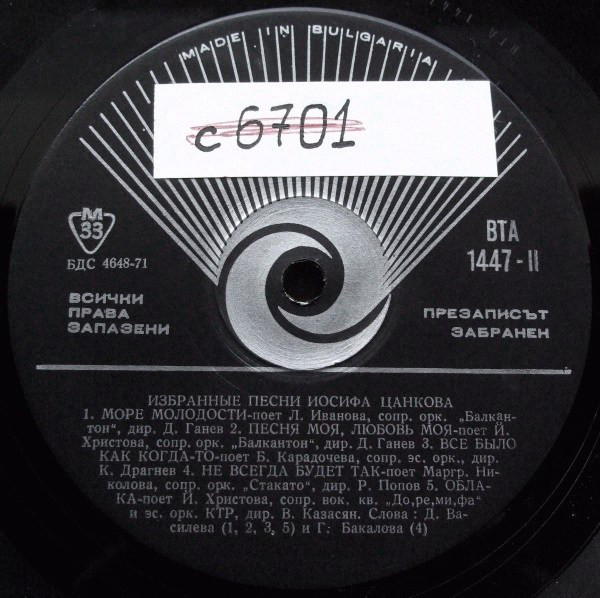 MADE IN BULGARIA
с 6701
М
33
БДС 4648-71
ВТА
1447-II
ВСИЧКИ
ПРАВА
ЗАПАЗЕНИ
ПРЕЗАПИСЪТ
ЗАБРАНЕН
ИЗБРАННЫЕ ПЕСНИ ИОСИФА ЦАНКОВА
1. МОРЕ МОЛОДОСТИ-поет Л. Иванова, сопр. орк. „Балкан-
тон", дир. Д. Ганев 2. ПЕСНЯ МОЯ, ЛЮБОВЬ МОЯ-поет Й.
Христова, сопр. орк. „Балкантон", дир. Д. Ганев 3. ВСЕ БЫЛО
КАК КОГДА-ТО-поет Б. Карадочева, сопр. эс. орк., дир.
К. Драгнев 4. НЕ ВСЕГДА БУДЕТ ТАК-поет Маргр. Ни-
колова, сопр. орк. „Стакато", дир. Р. Попов 5. ОБЛА-
КА-поет Й. Христова, сопр. вок. кв. „До,ре,ми,фа"
и эс. орк. КТР, дир. В. Казасян. Слова : Д. Ва-
силева (1, 2, 3, 5) и Г. Бакалова (4)